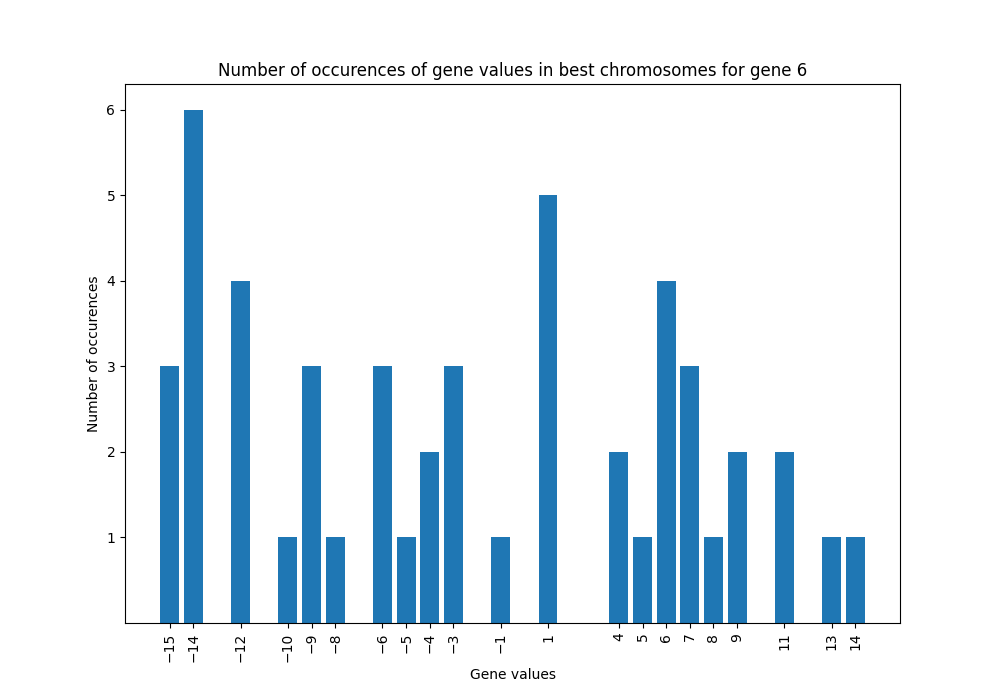 Number of occurences of gene values in best chromosomes for gene 6
6
5
4
3
2
1
Number of occurences
−15 −14 −12 −10 −9 −8 −6 −5 −4 −3 −1 1 4 5 6 7 8 9 11 13 14
Gene values